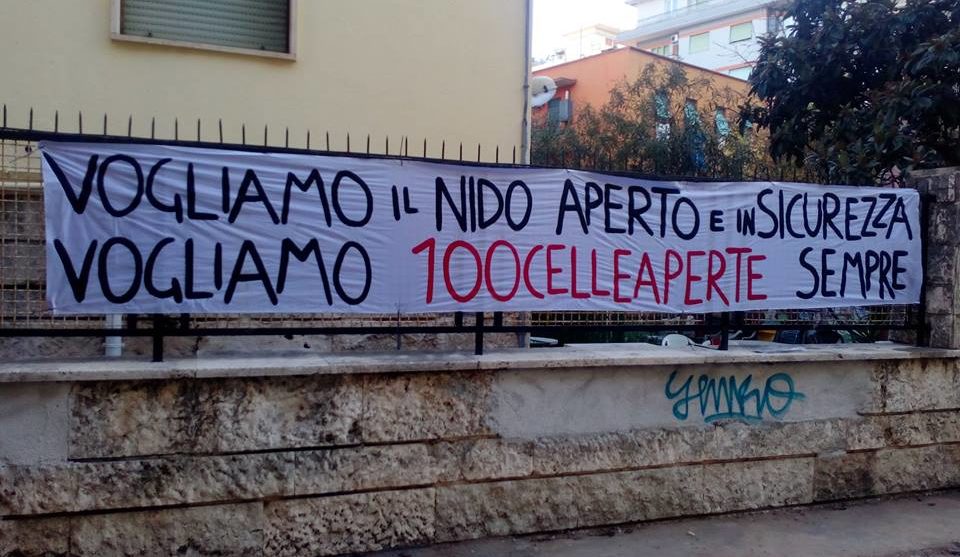 VOGLIAMO IL NIDO APERTO E IN SICUREZZA
VOGLIAMO 100CELLEAPERTE SEMPRE